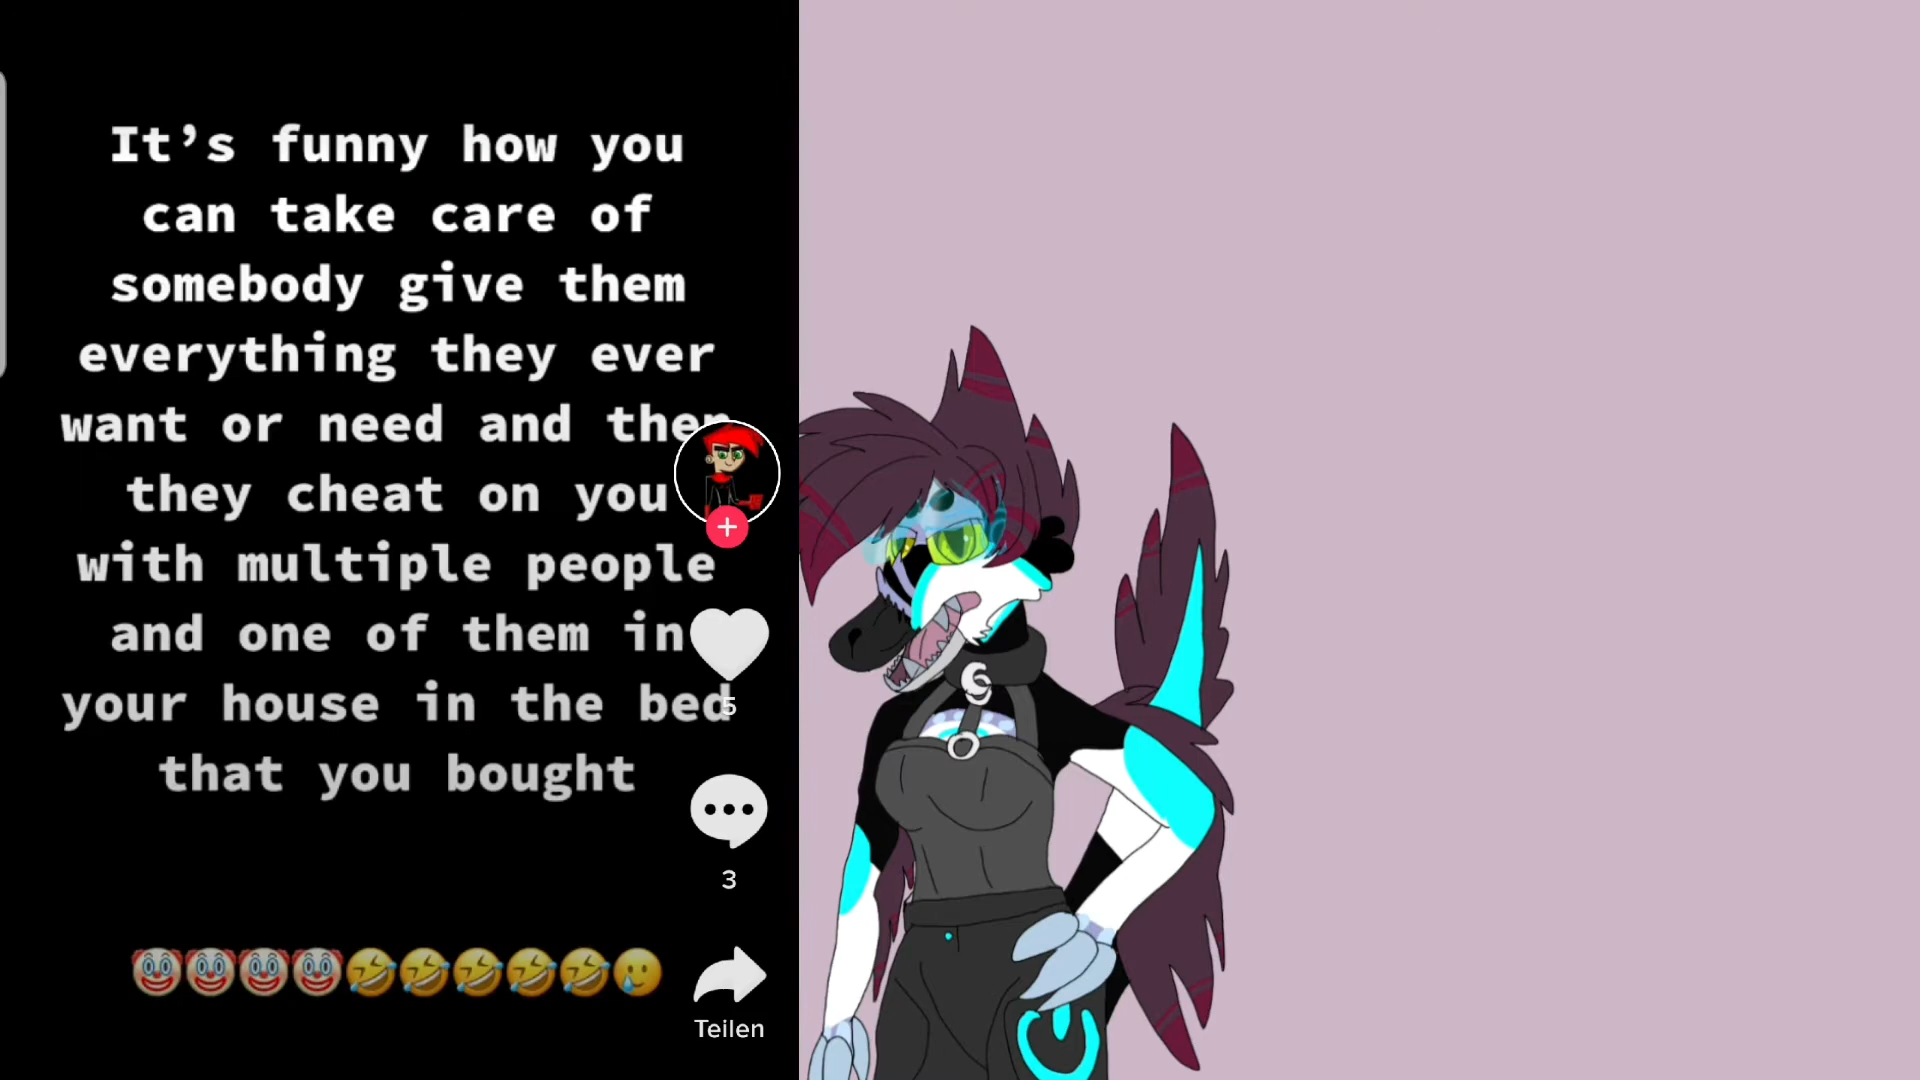 It’s funny how you
can take care of
somebody give them
everything they ever
want or need and then
they cheat on you
with multiple people
and one of them in
your house in the bed
that you bought
5
3
Teilen